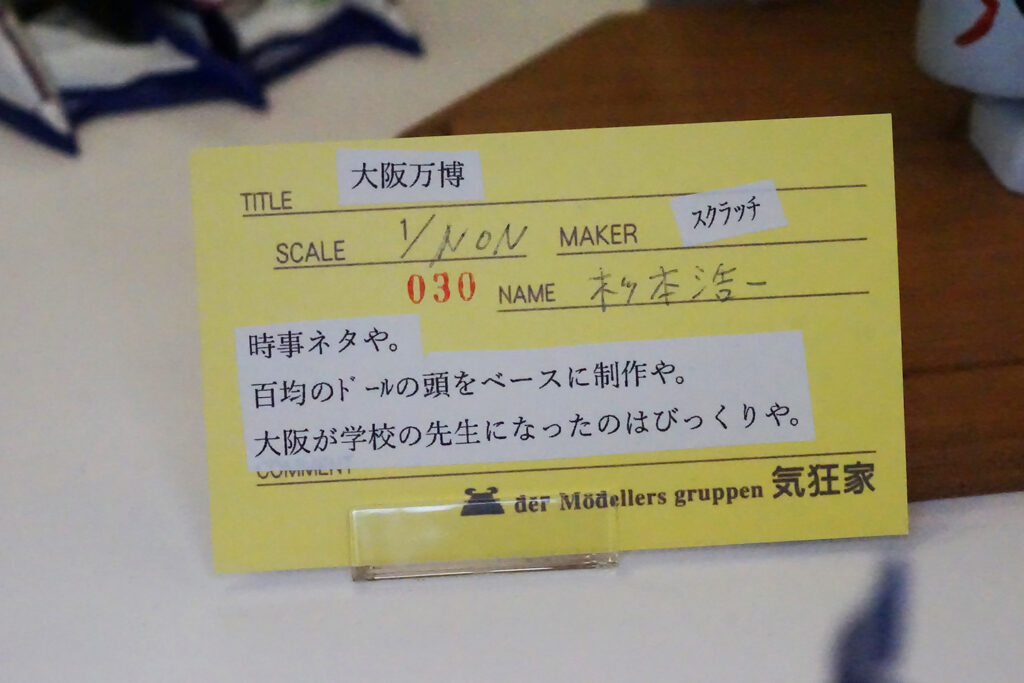 TITLE 大阪万博
SCALE 1/NON MAKER スクラッチ
030 NAME 杉本浩一
時事ネタや。
百均のドールの頭をベースに制作や。
大阪が学校の先生になったのはびっくりや。
COMMENT
der Modellers gruppen 気狂家